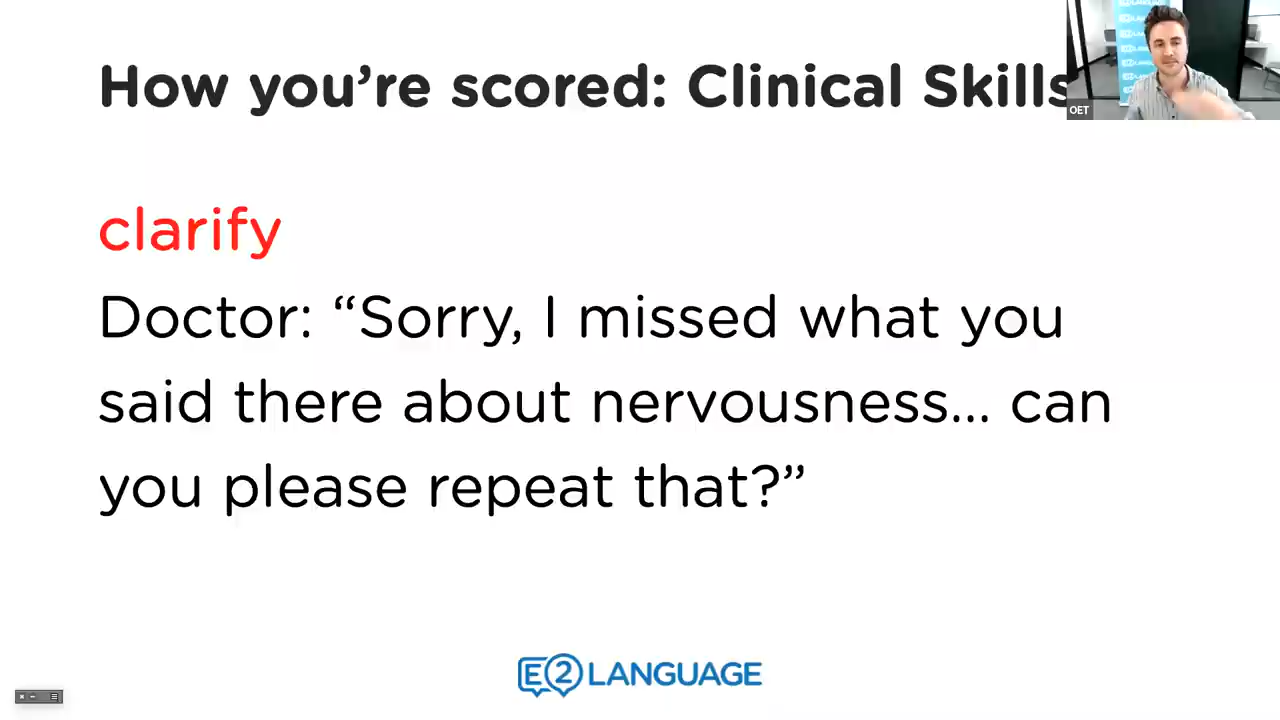 How you're scored: Clinical Skills
OET
clarify
Doctor: “Sorry, I missed what you
said there about nervousness... can
you please repeat that?”
E2 LANGUAGE